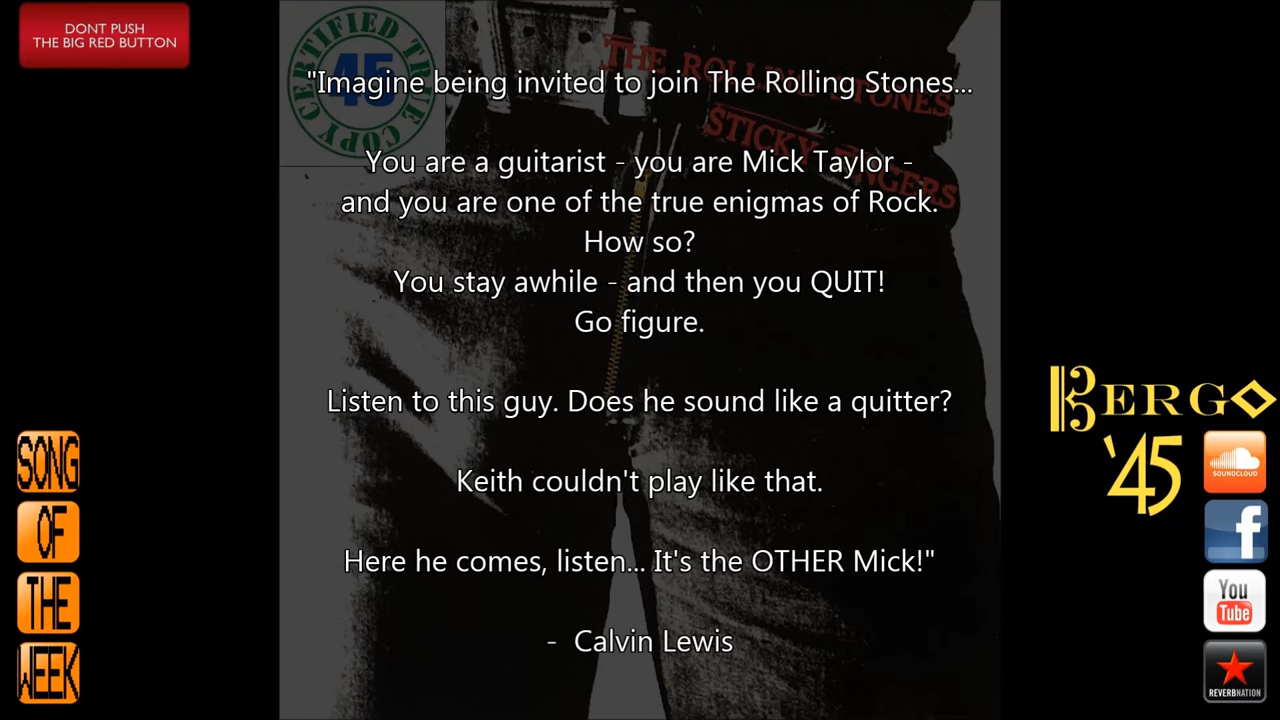 DONT PUSH
THE BIG RED BUTTON
CERTIFIED TRUE COPY
45
THE ROLLING STONES
STICKY FINGERS
"Imagine being invited to join The Rolling Stones...
You are a guitarist - you are Mick Taylor -
and you are one of the true enigmas of Rock.
How so?
You stay awhile - and then you QUIT!
Go figure.
Listen to this guy. Does he sound like a quitter?
Keith couldn't play like that.
Here he comes, listen... It's the OTHER Mick!"
- Calvin Lewis
SONG
OF
THE
WEEK
BERGO
'45
SOUNDCLOUD
f
You
Tube
REVERBNATION